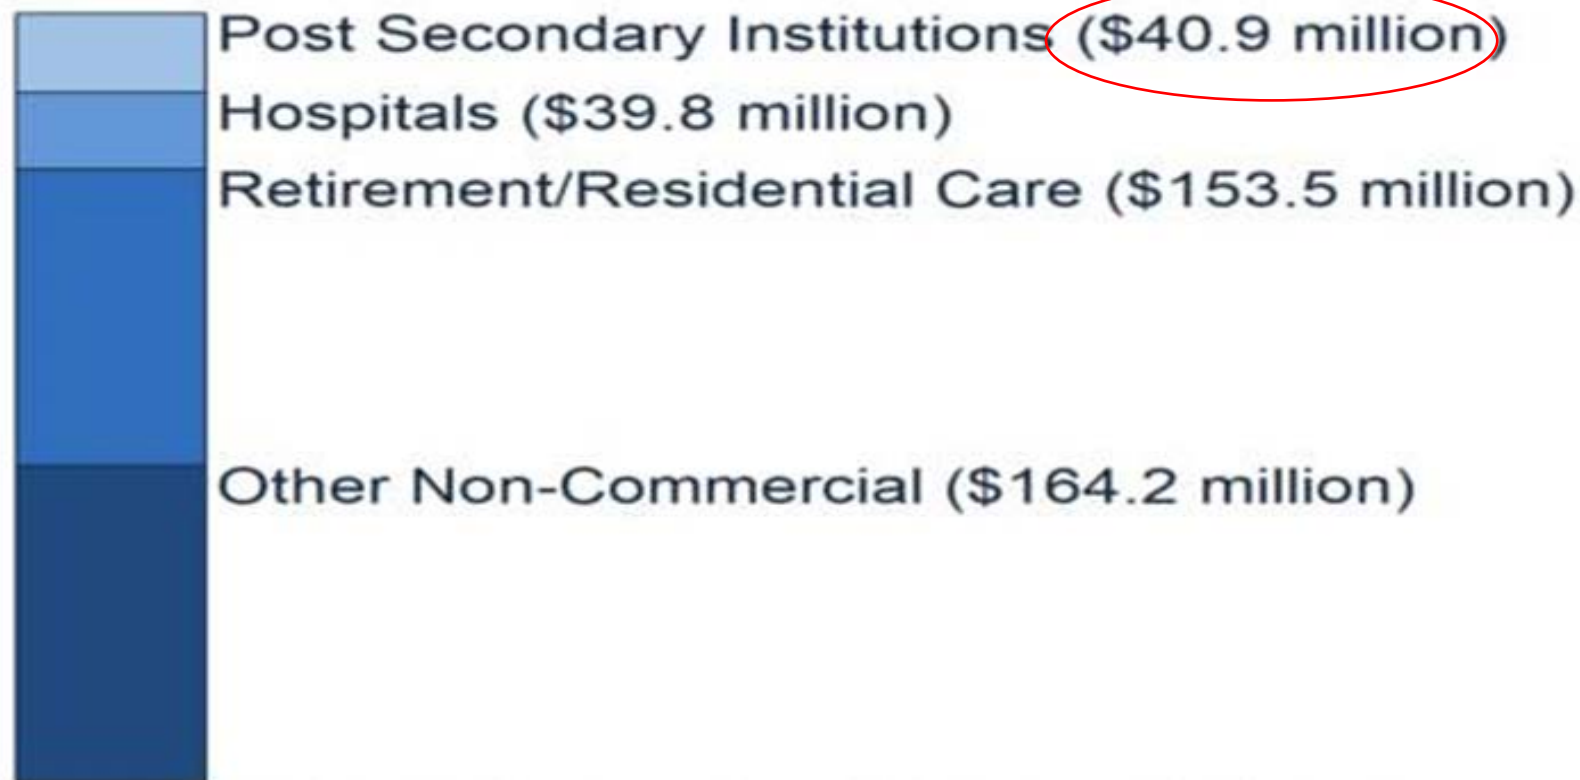 Post Secondary Institutions ($40.9 million)
Hospitals ($39.8 million)
Retirement/Residential Care ($153.5 million)
Other Non-Commercial ($164.2 million)